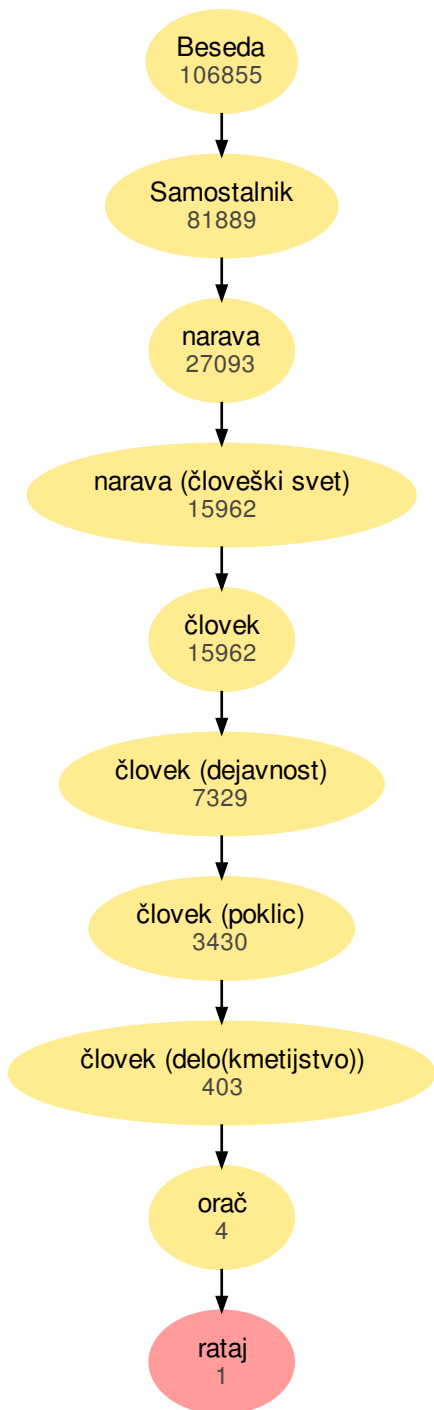 Beseda
106855
Samostalnik
81889
narava
27093
narava (človeški svet)
15962
človek
15962
človek (dejavnost)
7329
človek (poklic)
3430
človek (delo(kmetijstvo))
403
orač
4
rataj
1